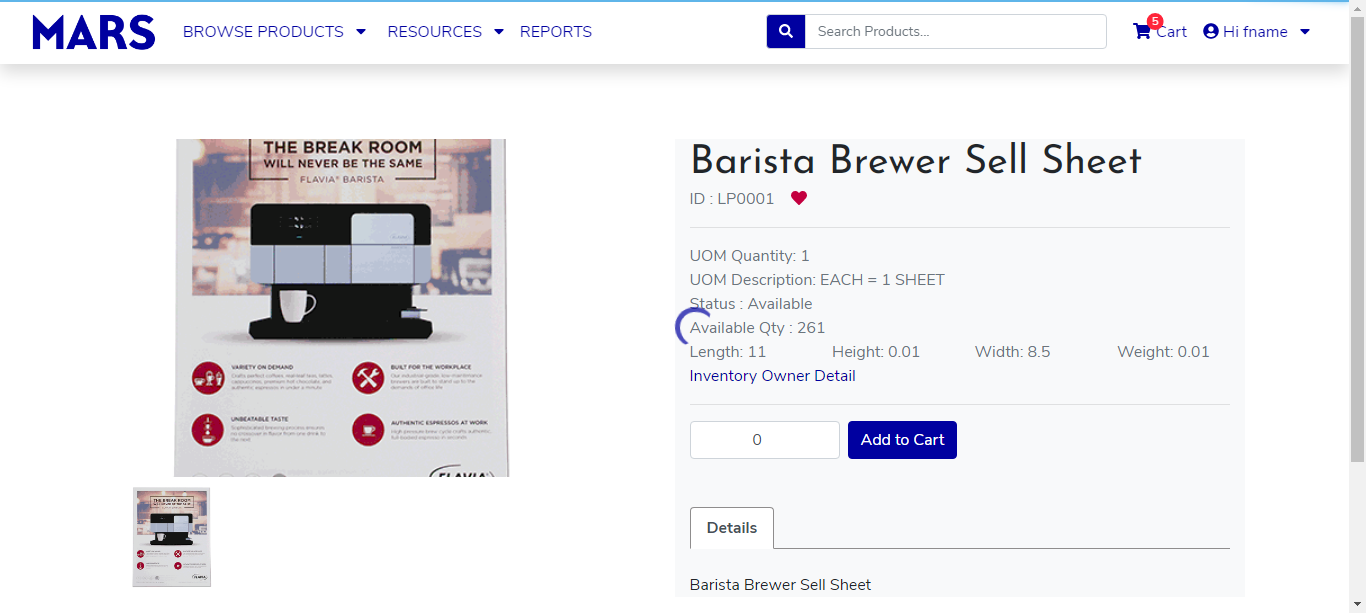 MARS
BROWSE PRODUCTS
RESOURCES
REPORTS
Search Products...
5
Cart
Hi fname
THE BREAK ROOM
WILL NEVER BE THE SAME
FLAVIA® BARISTA
VARIETY ON DEMAND
BUILT FOR THE WORKPLACE
UNBEATABLE TASTE
AUTHENTIC ESPRESSOS AT WORK
FLAVIA®
Barista Brewer Sell Sheet
ID : LP0001
UOM Quantity: 1
UOM Description: EACH = 1 SHEET
Status : Available
Available Qty : 261
Length: 11 Height: 0.01 Width: 8.5 Weight: 0.01
Inventory Owner Detail
0
Add to Cart
Details
Barista Brewer Sell Sheet